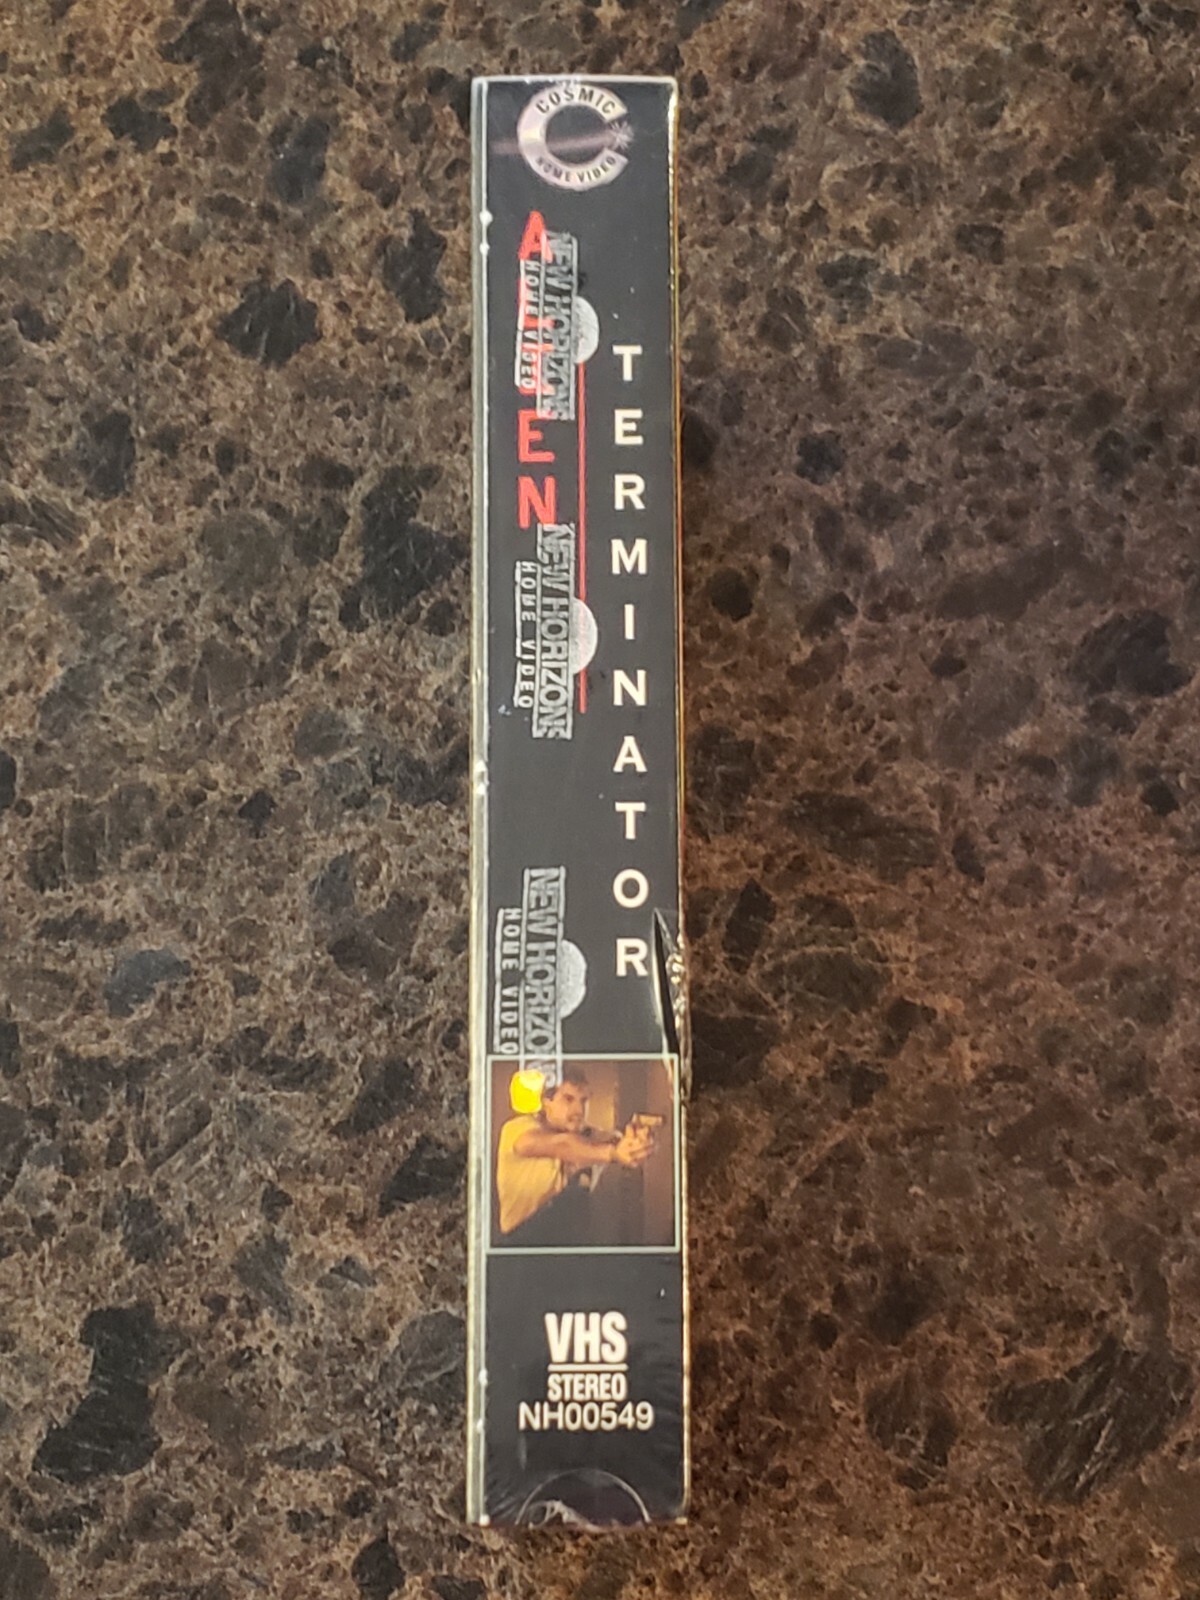 COSMIC
HOME VIDEO
ALIEN
TERMINATOR
NEW HORIZONS
HOME VIDEO
NEW HORIZONS
HOME VIDEO
NEW HORIZONS
HOME VIDEO
VHS
STEREO
NH00549